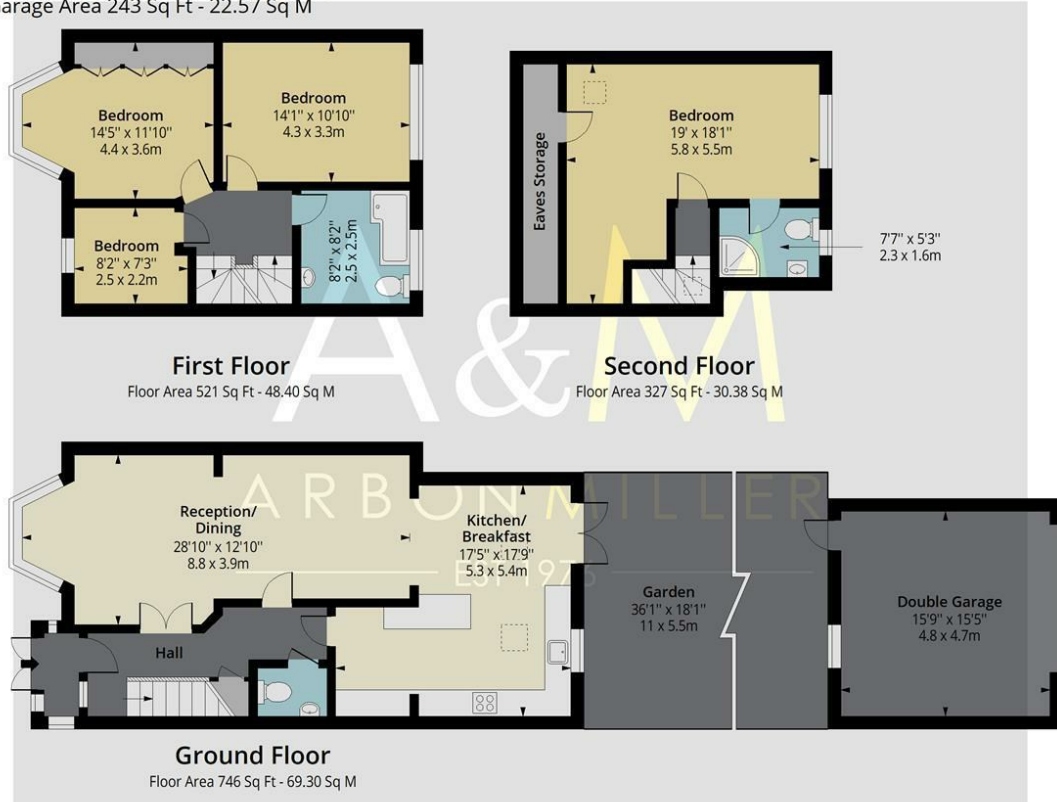 Garage Area 243 Sq Ft - 22.57 Sq M
Bedroom
14'5" x 11'10"
4.4 x 3.6m
Bedroom
14'1" x 10'10"
4.3 x 3.3m
Bedroom
8'2" x 7'3"
2.5 x 2.2m
8'2" x 8'2"
2.5 x 2.5m
First Floor
Floor Area 521 Sq Ft - 48.40 Sq M
Eaves Storage
Bedroom
19' x 18'1"
5.8 x 5.5m
7'7" x 5'3"
2.3 x 1.6m
Second Floor
Floor Area 327 Sq Ft - 30.38 Sq M
A&M
ARBON MILLER
EST 1975
Reception/
Dining
28'10" x 12'10"
8.8 x 3.9m
Kitchen/
Breakfast
17'5" x 17'9"
5.3 x 5.4m
Hall
Garden
36'1" x 18'1"
11 x 5.5m
Double Garage
15'9" x 15'5"
4.8 x 4.7m
Ground Floor
Floor Area 746 Sq Ft - 69.30 Sq M